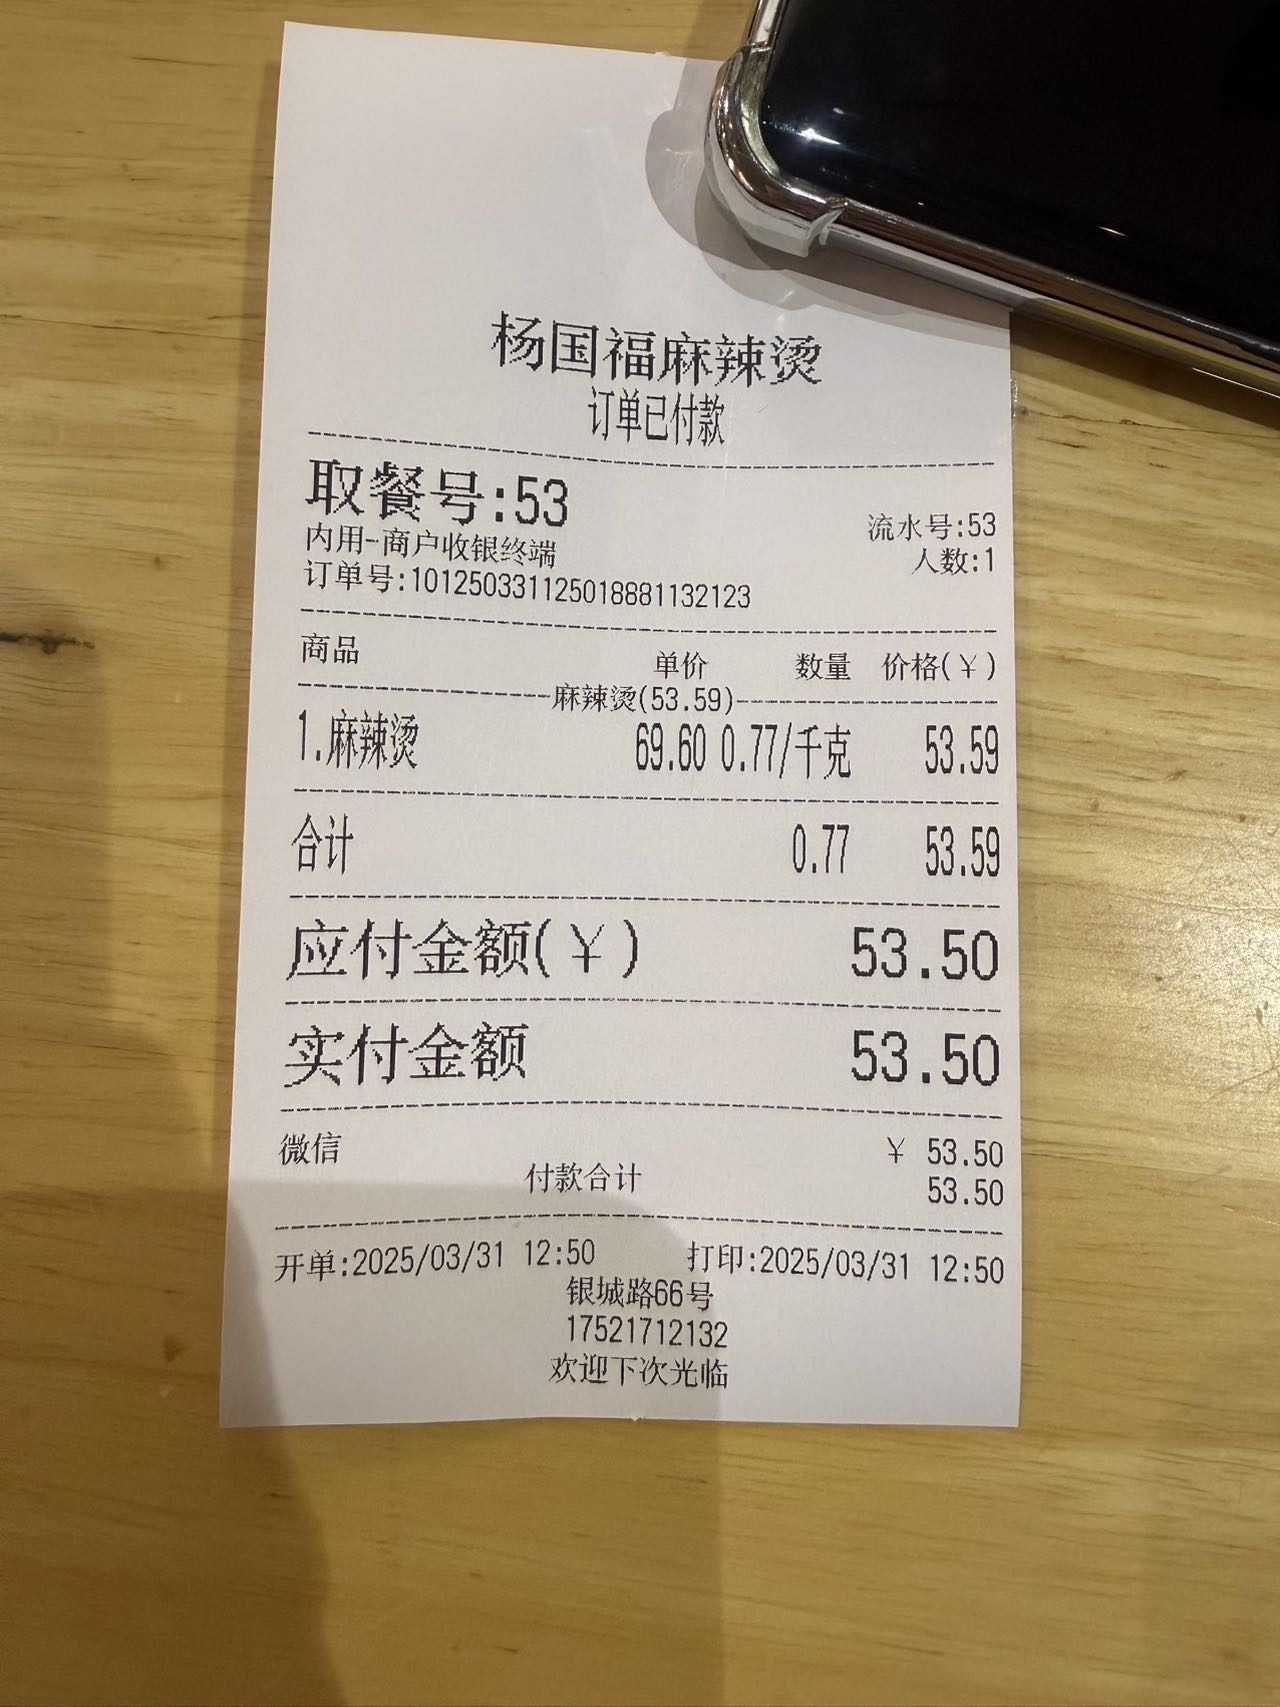 杨国福麻辣烫
订单已付款
取餐号:53
流水号:53
内用-商户收银终端
人数:1
订单号:101250331125018881132123
商品 单价 数量 价格(￥)
麻辣烫(53.59)
1.麻辣烫 69.60 0.77/千克 53.59
合计 0.77 53.59
应付金额(￥) 53.50
实付金额 53.50
微信 ￥ 53.50
付款合计 53.50
开单:2025/03/31 12:50 打印:2025/03/31 12:50
银城路66号
17521712132
欢迎下次光临